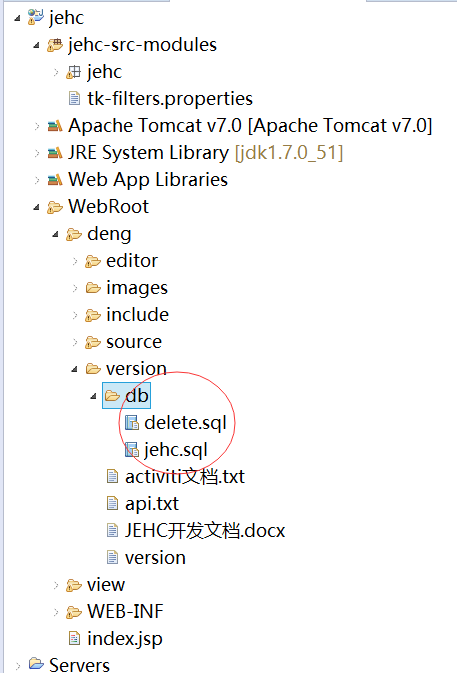 jehc
jehc-src-modules
jehc
tk-filters.properties
Apache Tomcat v7.0 [Apache Tomcat v7.0]
JRE System Library [jdk1.7.0_51]
Web App Libraries
WebRoot
deng
editor
images
include
source
version
db
delete.sql
jehc.sql
activiti文档.txt
api.txt
JEHC开发文档.docx
version
view
WEB-INF
index.jsp
Servers